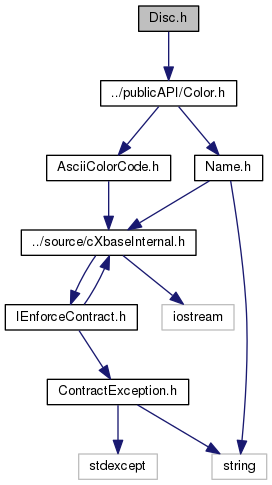 Disc.h
../publicAPI/Color.h
AsciiColorCode.h
Name.h
../source/cXbaseInternal.h
IEnforceContract.h
iostream
ContractException.h
stdexcept
string